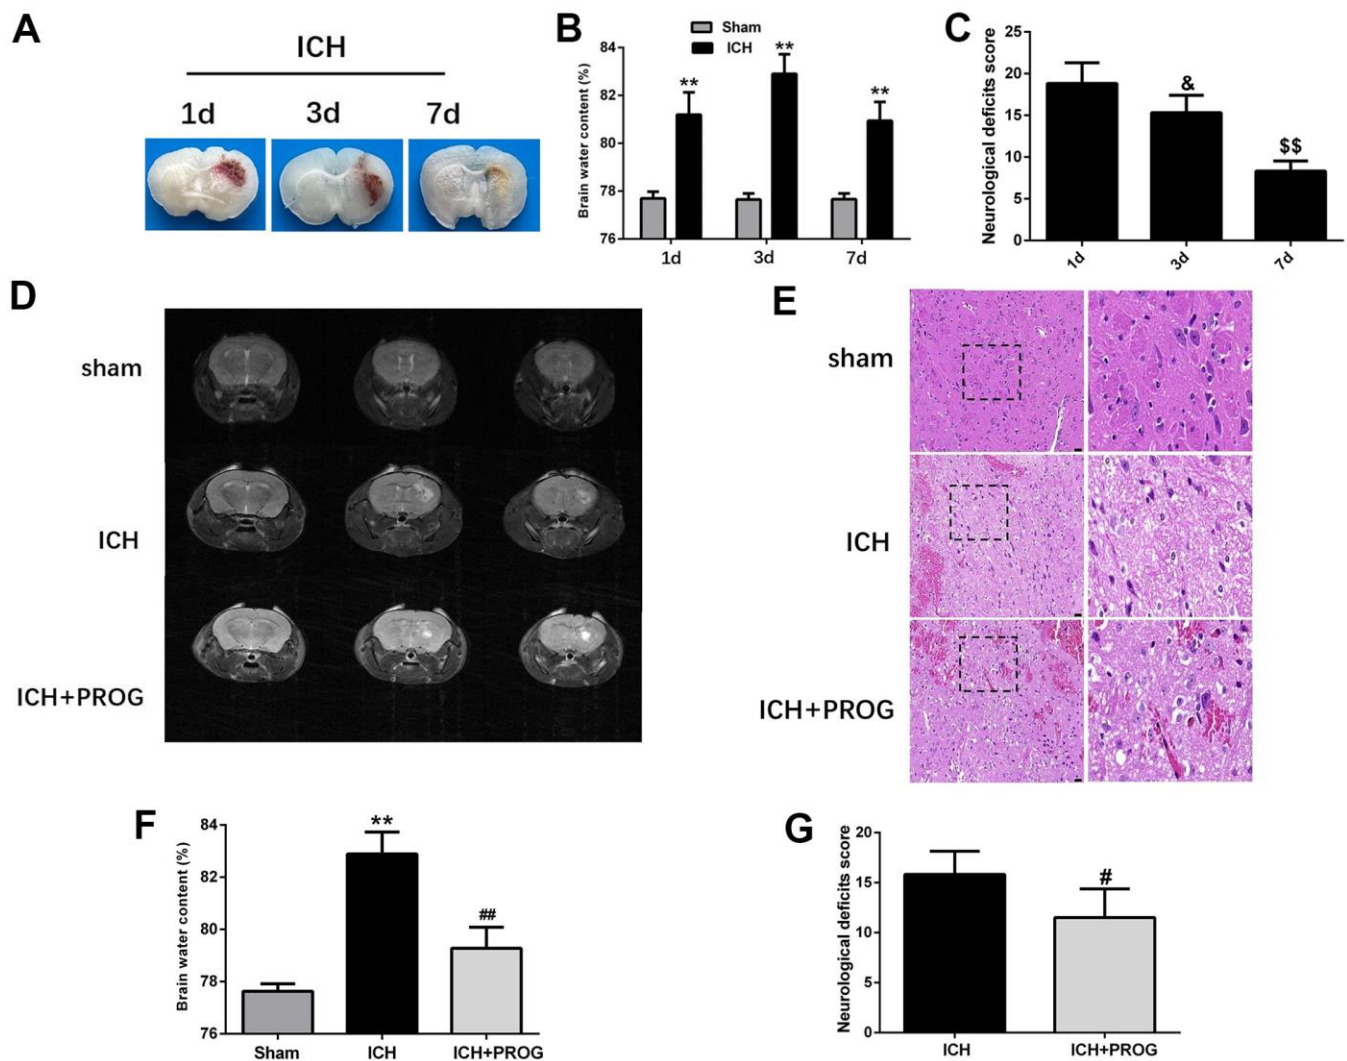 A
ICH
1d 3d 7d
B
Sham
ICH
Brain water content (%)
84
82
80
78
76
**
**
**
1d 3d 7d
C
Neurological deficits score
25
20
15
10
5
0
&
$$
1d 3d 7d
D
sham
ICH
ICH+PROG
E
sham
ICH
ICH+PROG
F
Brain water content (%)
84
82
80
78
76
**
##
Sham ICH ICH+PROG
G
Neurological deficits score
20
15
10
5
0
#
ICH ICH+PROG